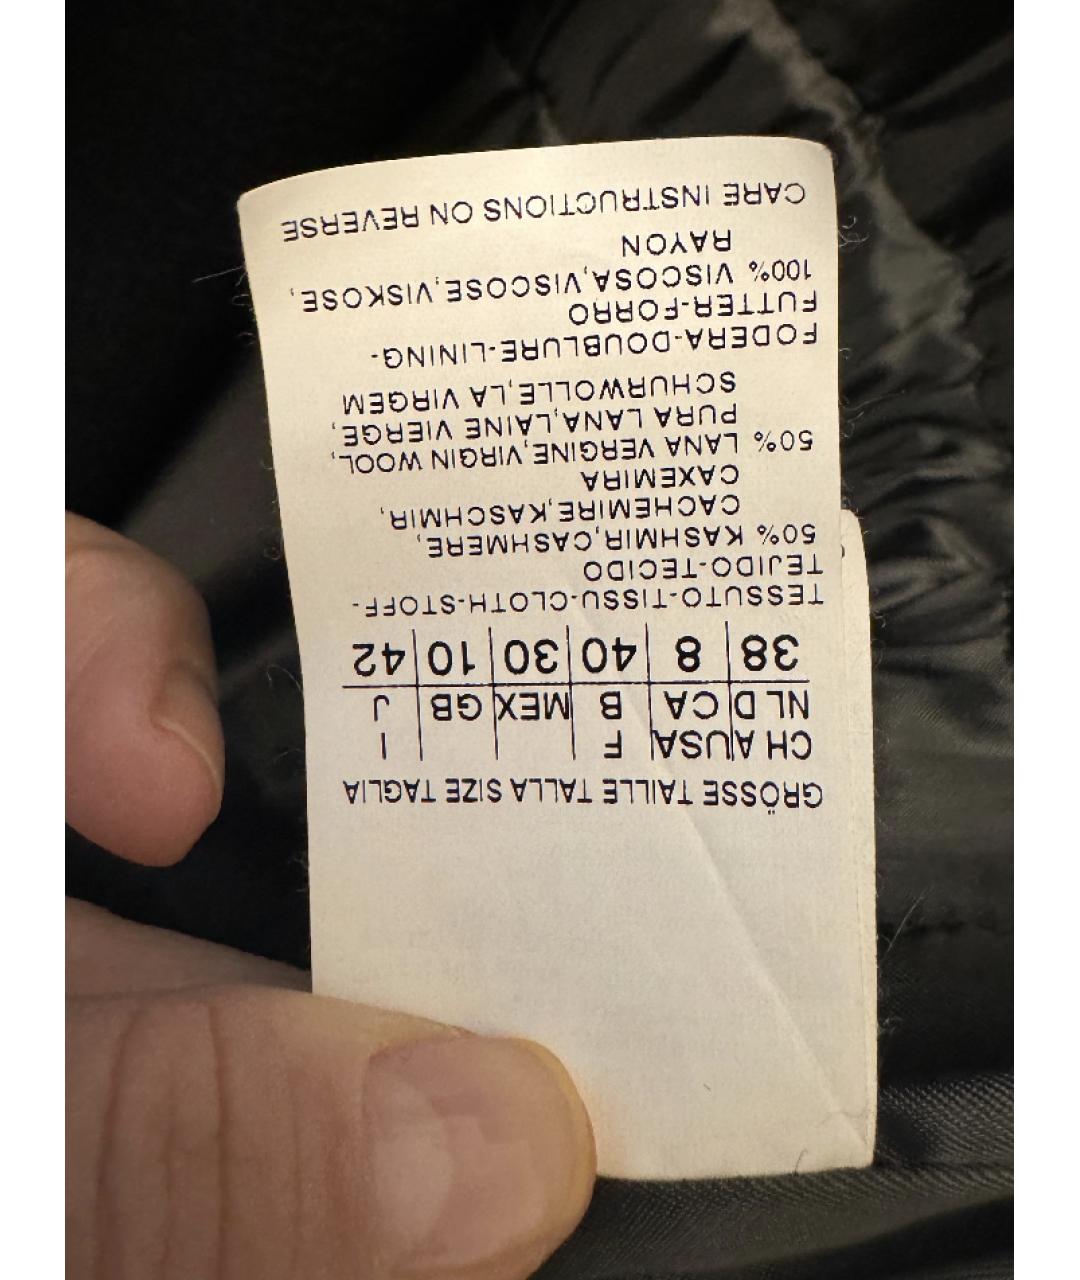 GRÖSSE TAILLE TALLA SIZE TAGLIA
CH A USA F I
NL D CA B MEX GB J
38 8 40 30 10 42
TESSUTO-TISSU-CLOTH-STOFF-
TEJIDO-TECIDO
50% KASHMIR,CASHMERE,
CACHEMIRE,KASCHMIR,
CAXEMIRA
50% LANA VERGINE,VIRGIN WOOL,
PURA LANA,LAINE VIERGE,
SCHURWOLLE,LA VIRGEM
FODERA-DOUBLURE-LINING-
FUTTER-FORRO
100% VISCOSA,VISCOSE,VISKOSE,
RAYON
CARE INSTRUCTIONS ON REVERSE